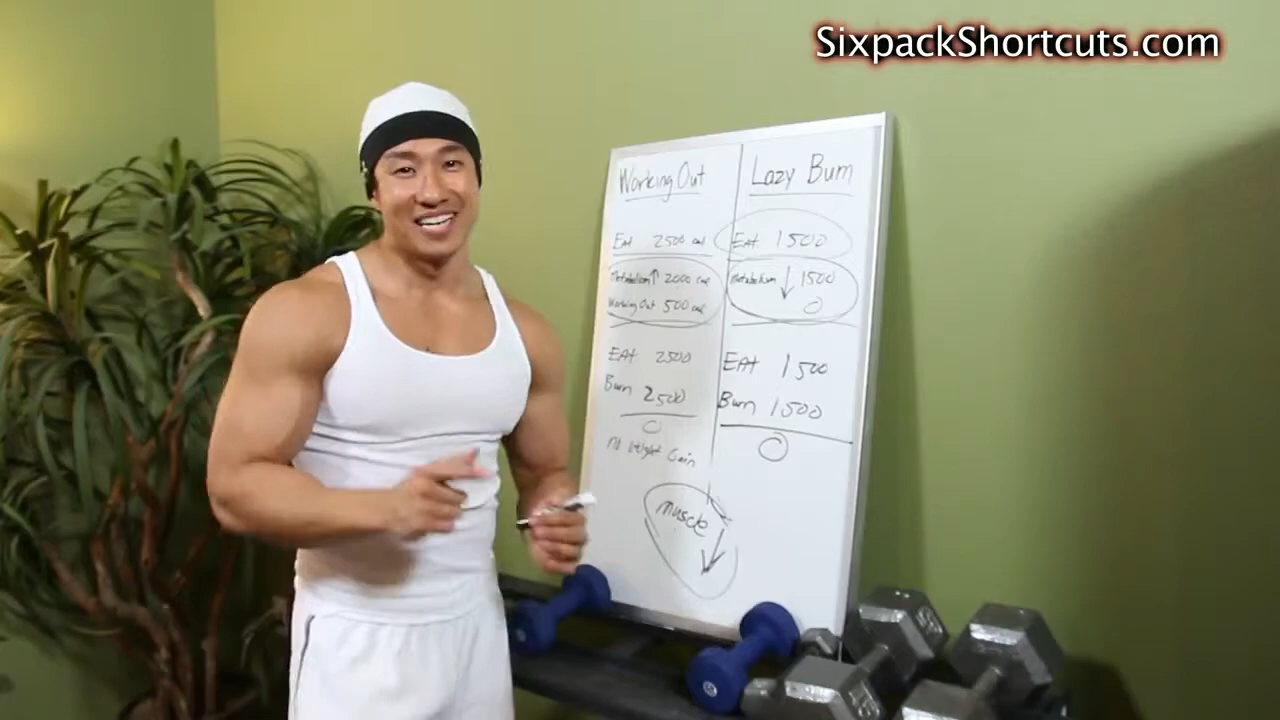 SixpackShortcuts.com
Working Out
Eat 2500 cal
Metabolism ↑ 2000 cal
Working Out 500 cal
EAt 2500
Burn 2500
0
no weight Gain
muscle ↓
Lazy Bum
EAt 1500
Metabolism ↓ 1500
0
EAt 1500
Burn 1500
0